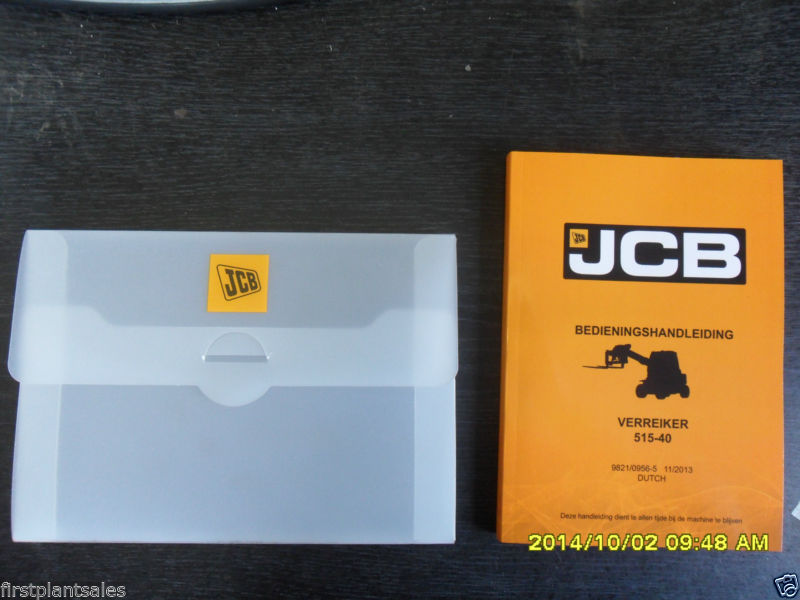 JCB
JCB
JCB
BEDIENINGSHANDLEIDING
VERREIKER
515-40
9821/0956-5 11/2013
DUTCH
Deze handleiding dient te allen tijde bij de machine te blijven
2014/10/02 09:48 AM
firstplantsales